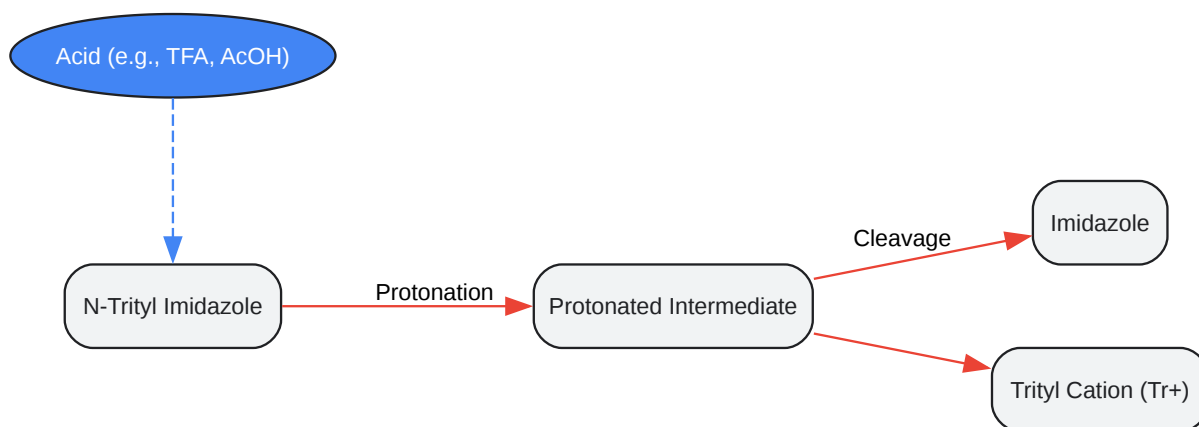 Acid (e.g., TFA, AcOH)
Imidazole
Cleavage
N-Trityl Imidazole
Protonation
Protonated Intermediate
Trityl Cation (Tr+)